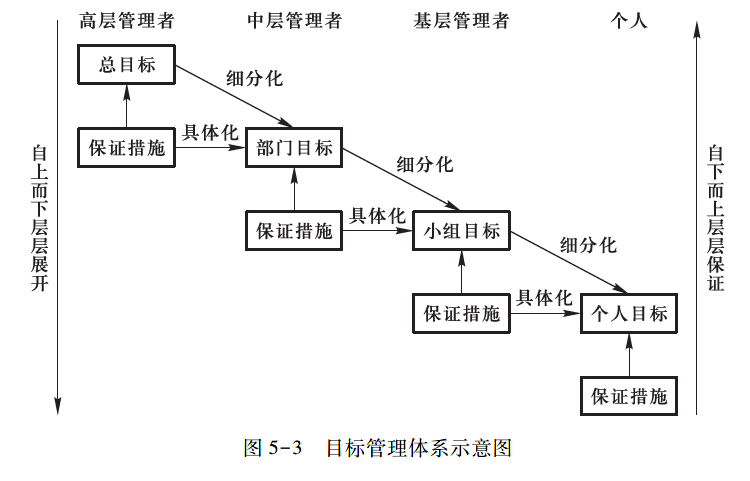 高层管理者
中层管理者
基层管理者
个人
总目标
细分化
保证措施
具体化
部门目标
细分化
保证措施
具体化
小组目标
细分化
保证措施
具体化
个人目标
保证措施
自上而下层层展开
自下而上层层保证
图 5-3 目标管理体系示意图